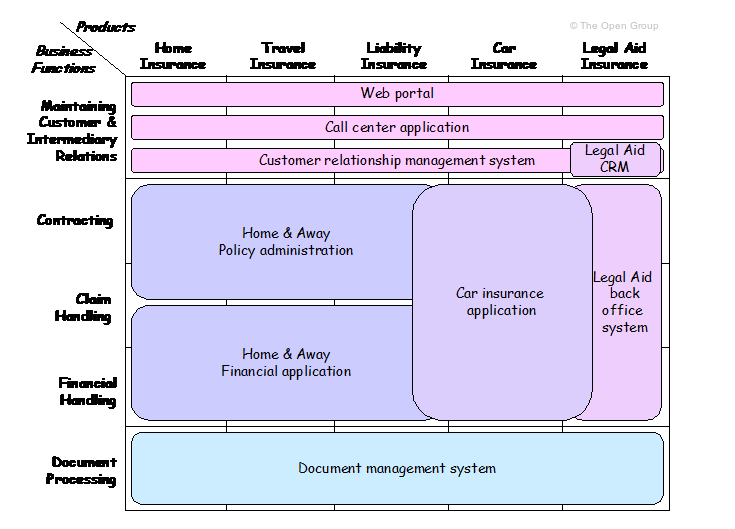 Products
© The Open Group
Business
Functions
Home
Insurance
Travel
Insurance
Liability
Insurance
Car
Insurance
Legal Aid
Insurance
Maintaining
Customer &
Intermediary
Relations
Web portal
Call center application
Customer relationship management system
Legal Aid
CRM
Contracting
Home & Away
Policy administration
Claim
Handling
Car insurance
application
Legal Aid
back
office
system
Home & Away
Financial application
Financial
Handling
Document
Processing
Document management system